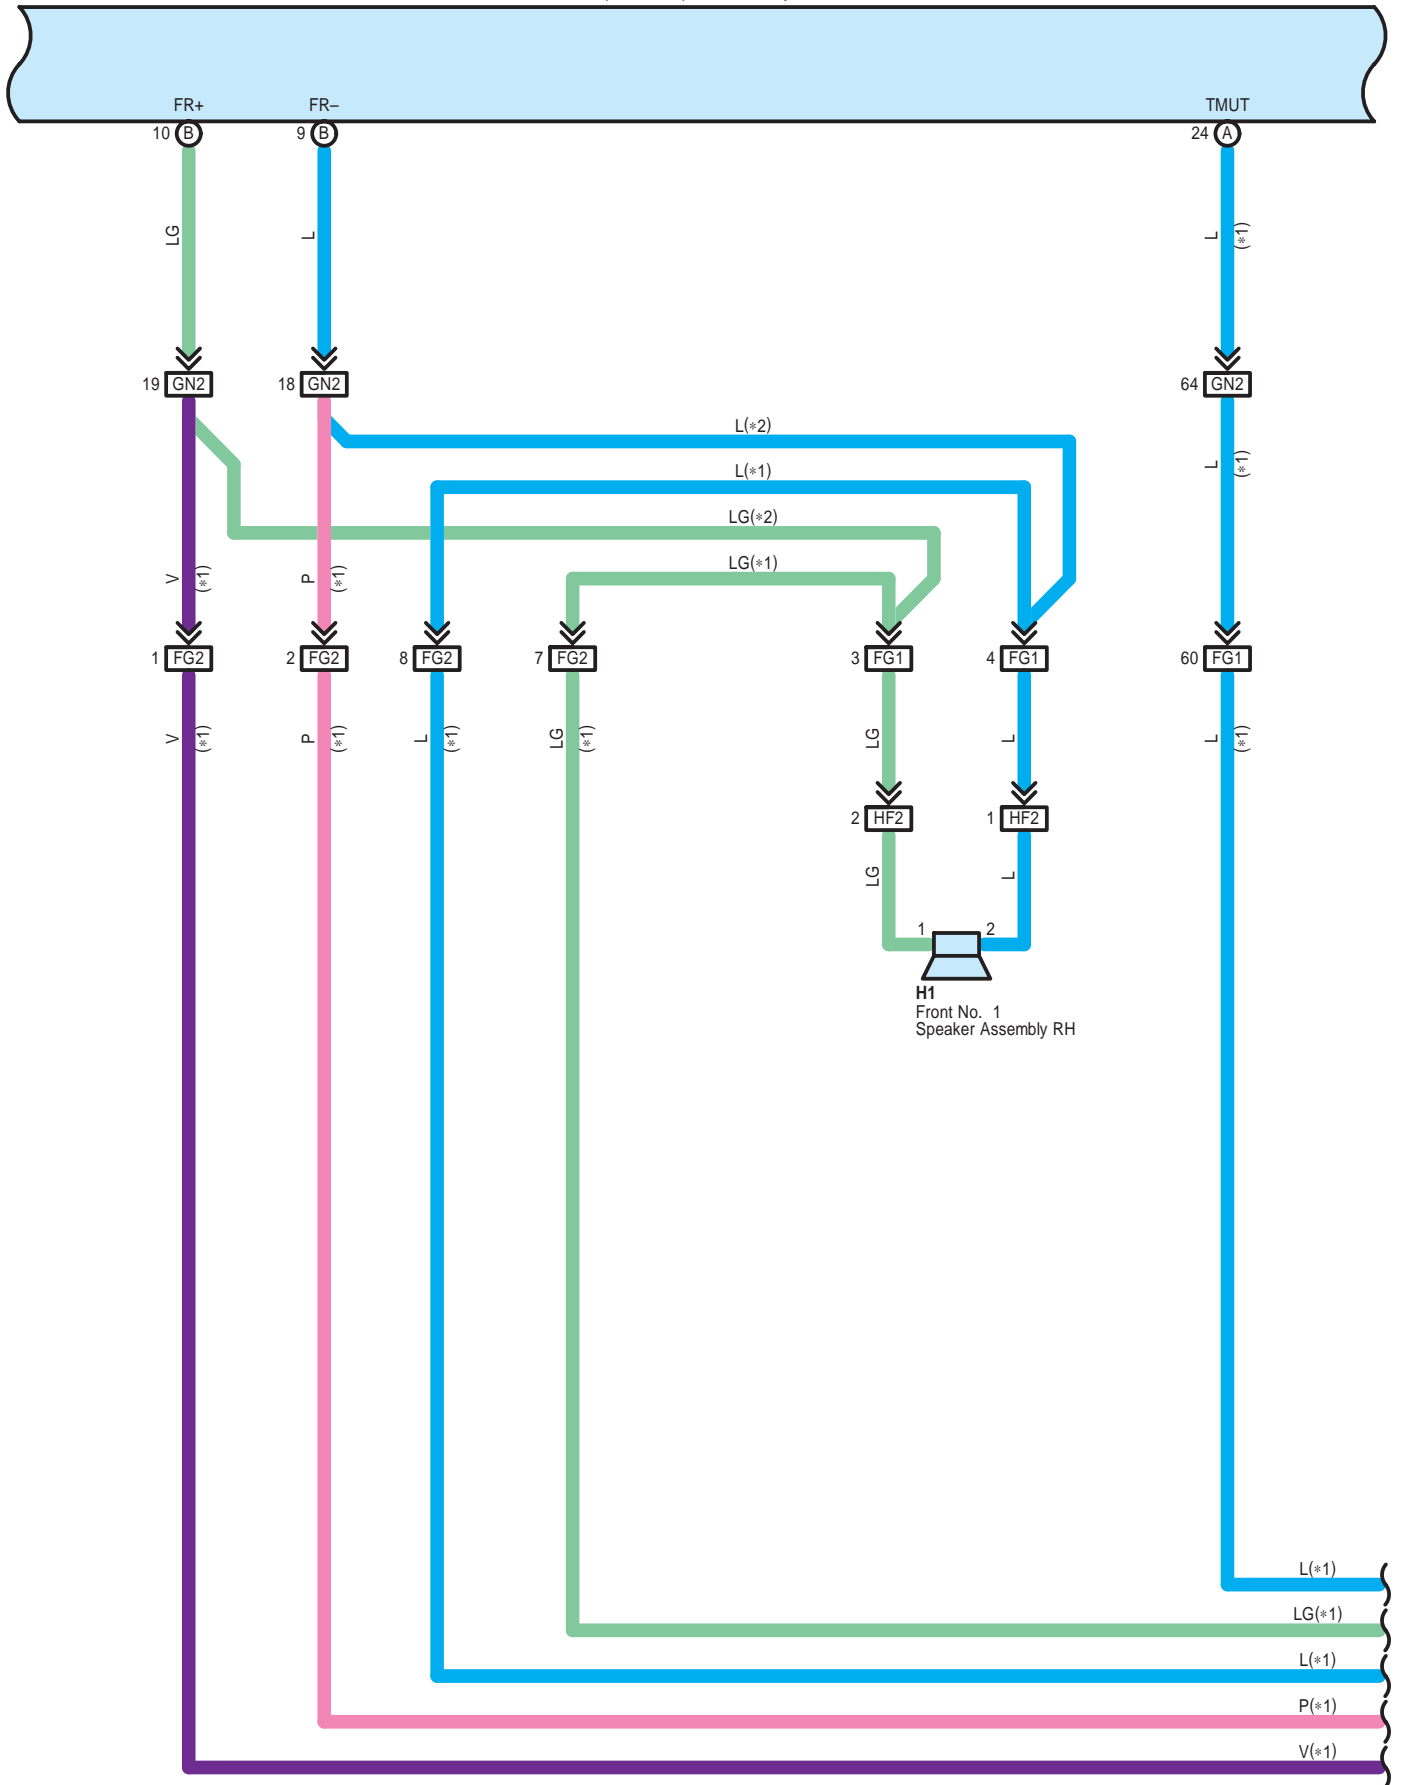 FR+ FR– TMUT
10 B 9 B 24 A
LG L L (*1)
19 GN2 18 GN2 64 GN2
L(*2)
L(*1)
L (*1)
LG(*2)
LG(*1)
V (*1) P (*1)
1 FG2 2 FG2 8 FG2 7 FG2 3 FG1 4 FG1 60 FG1
V (*1) P (*1) L (*1) LG (*1) LG L L (*1)
2 HF2 1 HF2
LG L
1 2
H1
Front No. 1
Speaker Assembly RH
L(*1)
LG(*1)
L(*1)
P(*1)
V(*1)